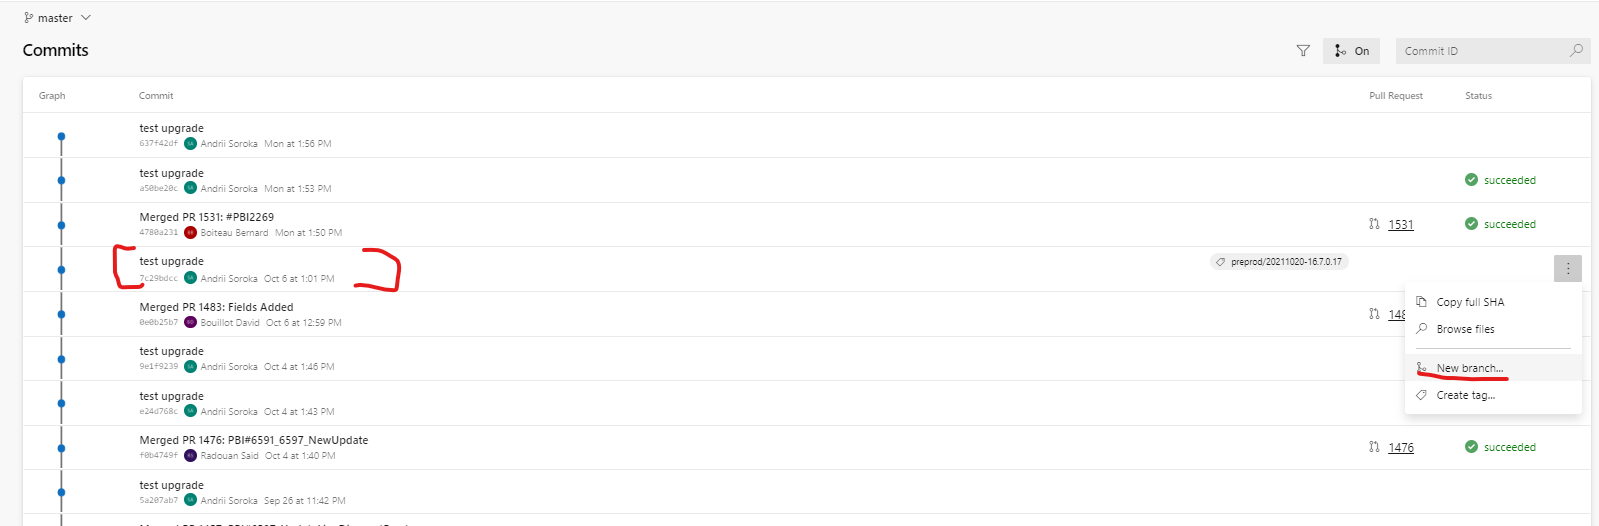 master
Commits
On
Commit ID
Graph Commit Pull Request Status
test upgrade
637f42df SA Andrii Soroka Mon at 1:56 PM
test upgrade
a50be20c SA Andrii Soroka Mon at 1:53 PM
succeeded
Merged PR 1531: #PBI2269
4780a231 BB Boiteau Bernard Mon at 1:50 PM
1531 succeeded
test upgrade
7c29bdcc SA Andrii Soroka Oct 6 at 1:01 PM
preprod/20211020-16.7.0.17
Merged PR 1483: Fields Added
0e0b25b7 BD Bouillot David Oct 6 at 12:59 PM
148
Copy full SHA
Browse files
New branch...
Create tag...
test upgrade
9e1f9239 SA Andrii Soroka Oct 4 at 1:46 PM
test upgrade
e24d768c SA Andrii Soroka Oct 4 at 1:43 PM
Merged PR 1476: PBI#6591_6597_NewUpdate
f0b4749f RS Radouan Said Oct 4 at 1:40 PM
1476 succeeded
test upgrade
5a207ab7 SA Andrii Soroka Sep 26 at 11:42 PM